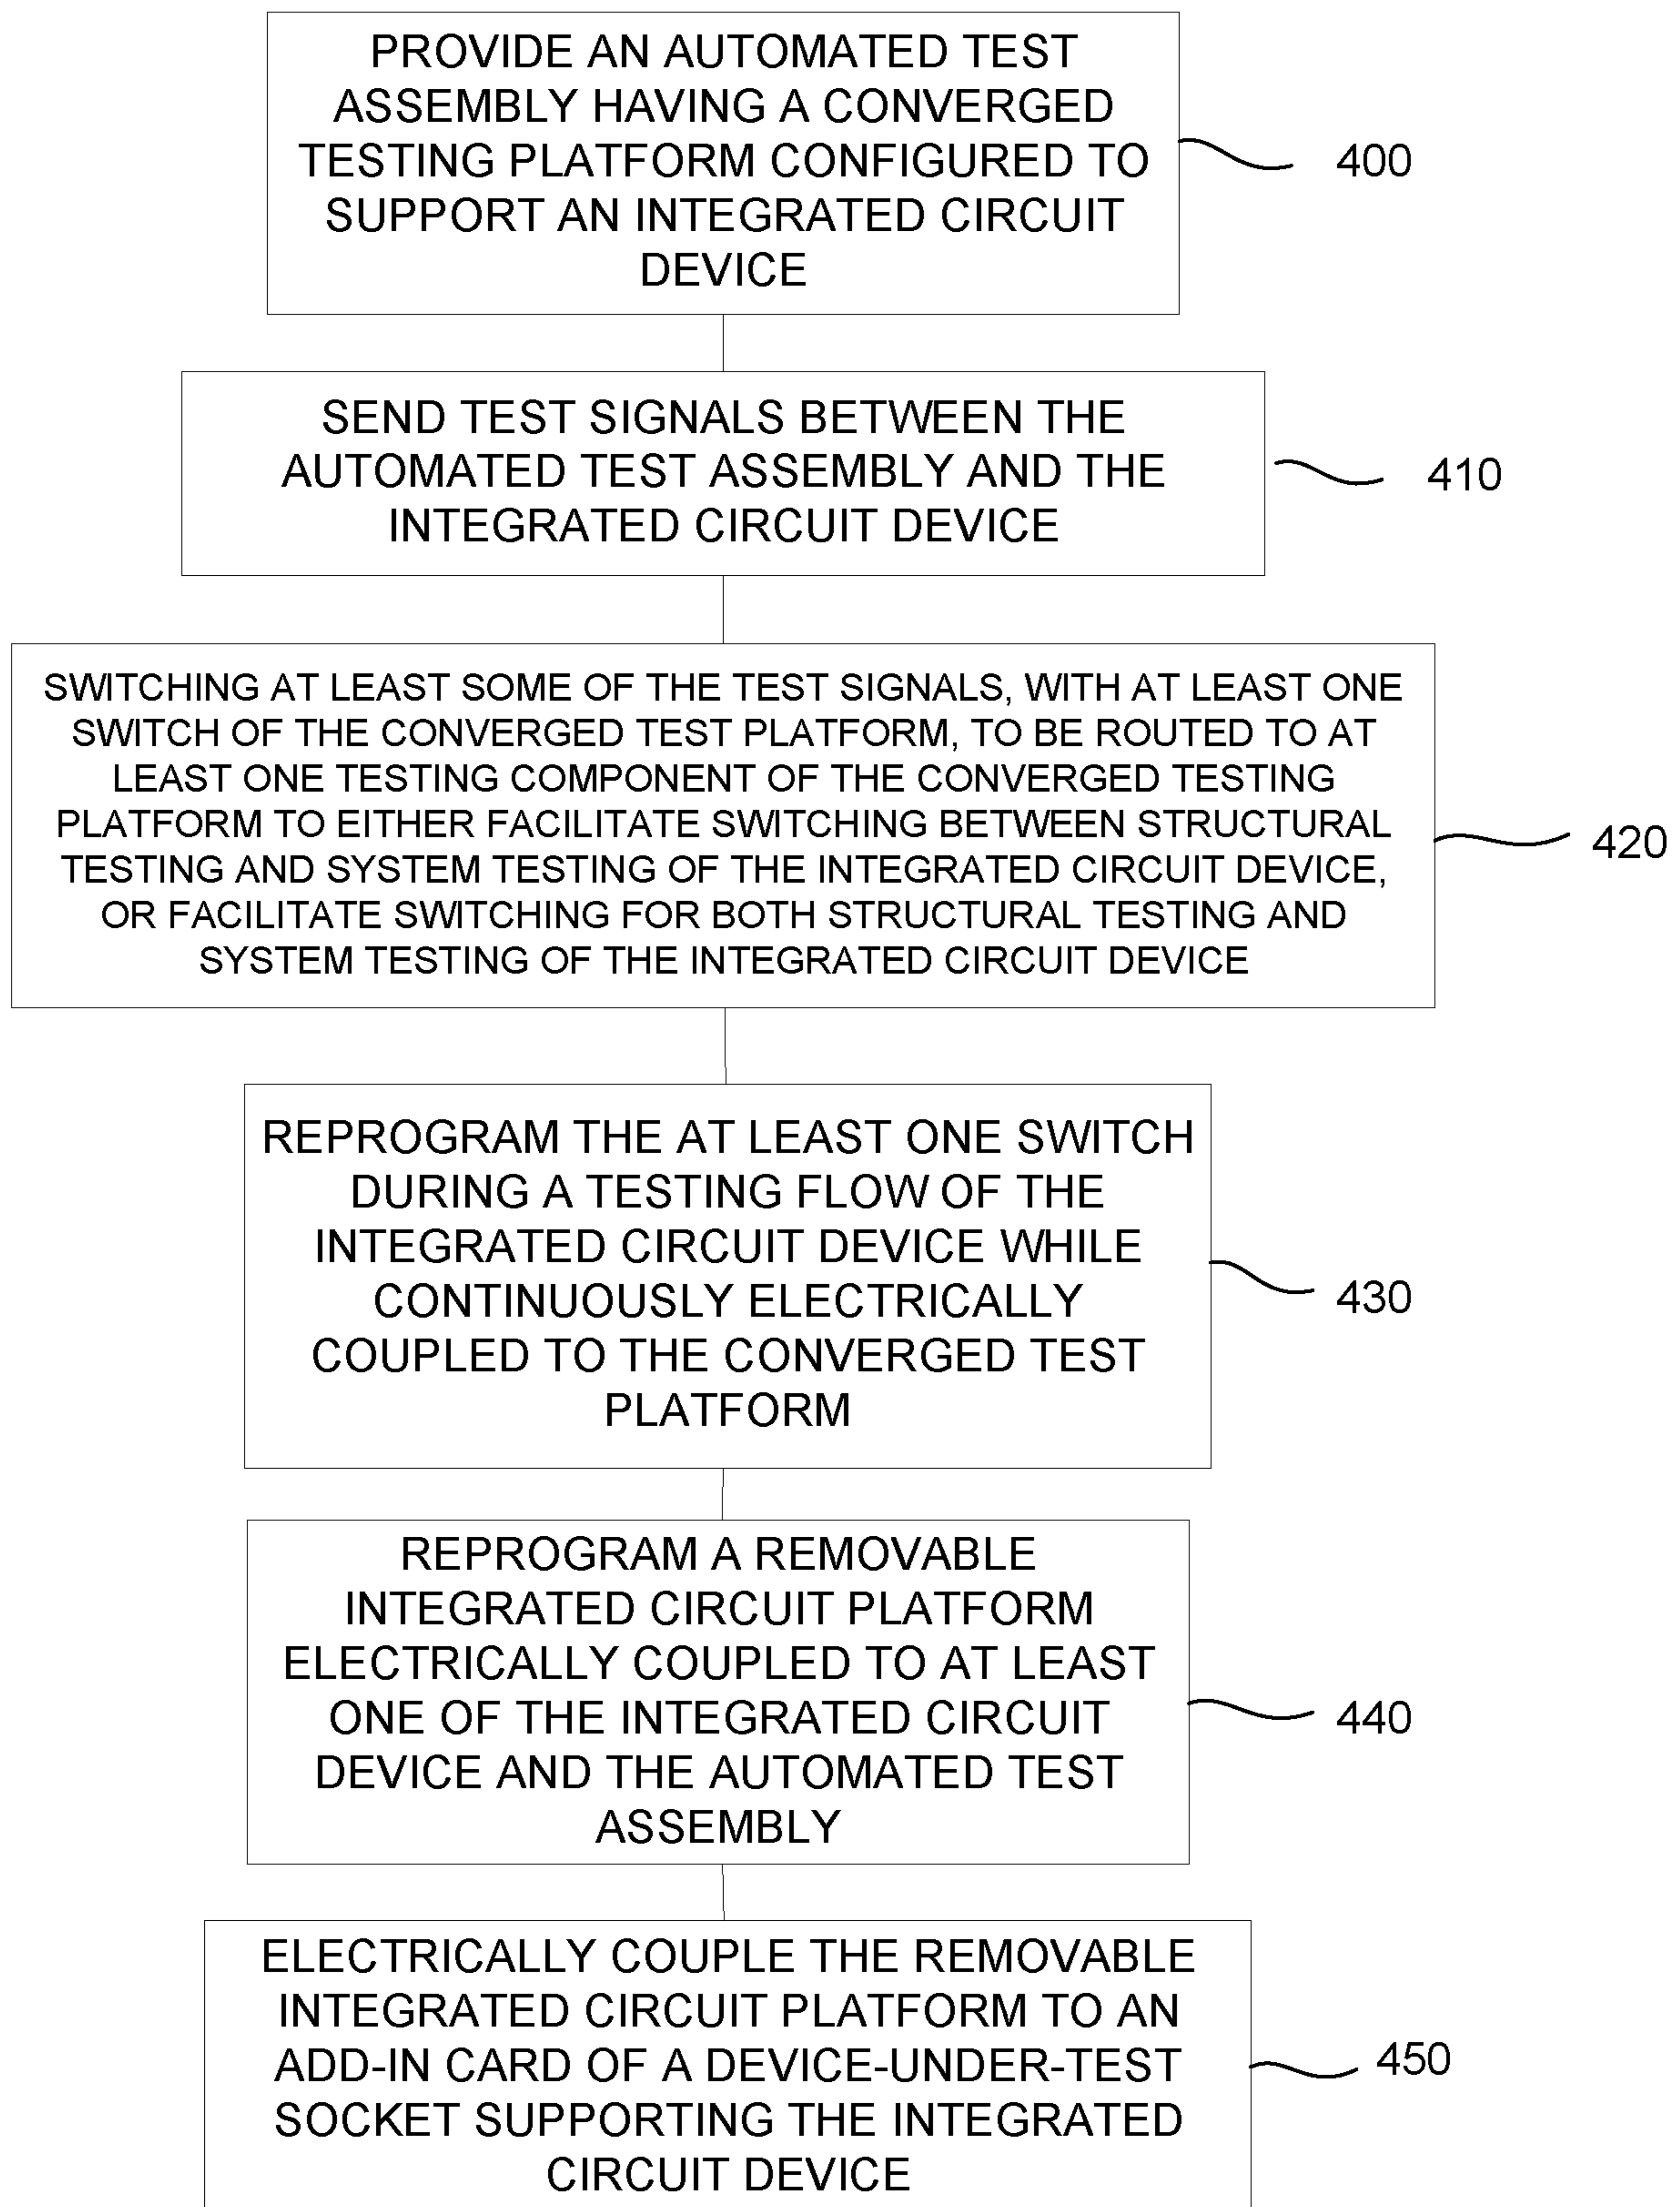 PROVIDE AN AUTOMATED TEST
ASSEMBLY HAVING A CONVERGED
TESTING PLATFORM CONFIGURED TO
SUPPORT AN INTEGRATED CIRCUIT
DEVICE
400
SEND TEST SIGNALS BETWEEN THE
AUTOMATED TEST ASSEMBLY AND THE
INTEGRATED CIRCUIT DEVICE
410
SWITCHING AT LEAST SOME OF THE TEST SIGNALS, WITH AT LEAST ONE
SWITCH OF THE CONVERGED TEST PLATFORM, TO BE ROUTED TO AT
LEAST ONE TESTING COMPONENT OF THE CONVERGED TESTING
PLATFORM TO EITHER FACILITATE SWITCHING BETWEEN STRUCTURAL
TESTING AND SYSTEM TESTING OF THE INTEGRATED CIRCUIT DEVICE,
OR FACILITATE SWITCHING FOR BOTH STRUCTURAL TESTING AND
SYSTEM TESTING OF THE INTEGRATED CIRCUIT DEVICE
420
REPROGRAM THE AT LEAST ONE SWITCH
DURING A TESTING FLOW OF THE
INTEGRATED CIRCUIT DEVICE WHILE
CONTINUOUSLY ELECTRICALLY
COUPLED TO THE CONVERGED TEST
PLATFORM
430
REPROGRAM A REMOVABLE
INTEGRATED CIRCUIT PLATFORM
ELECTRICALLY COUPLED TO AT LEAST
ONE OF THE INTEGRATED CIRCUIT
DEVICE AND THE AUTOMATED TEST
ASSEMBLY
440
ELECTRICALLY COUPLE THE REMOVABLE
INTEGRATED CIRCUIT PLATFORM TO AN
ADD-IN CARD OF A DEVICE-UNDER-TEST
SOCKET SUPPORTING THE INTEGRATED
CIRCUIT DEVICE
450